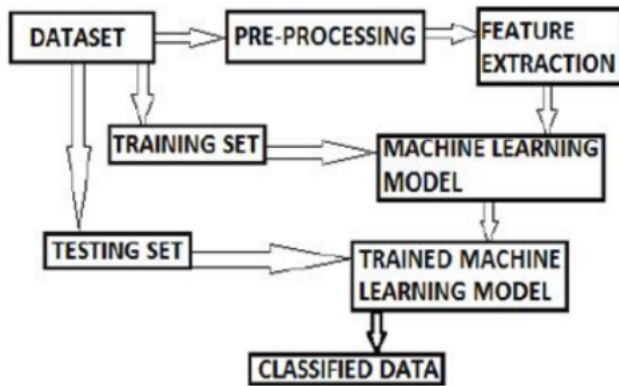 DATASET
PRE-PROCESSING
FEATURE
EXTRACTION
TRAINING SET
MACHINE LEARNING
MODEL
TESTING SET
TRAINED MACHINE
LEARNING MODEL
CLASSIFIED DATA